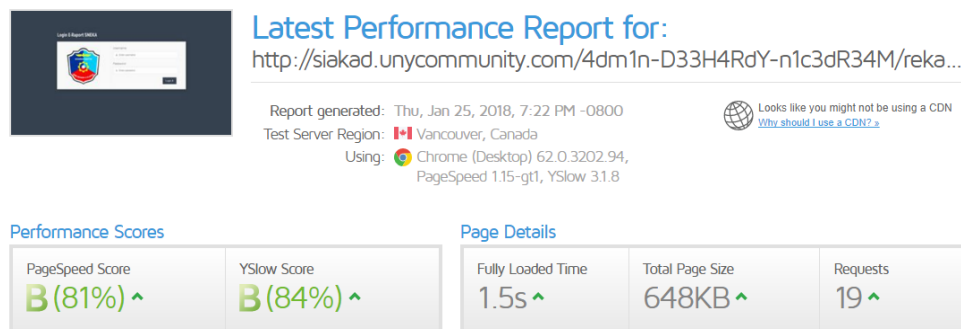 Latest Performance Report for:
http://siakad.unycommunity.com/4dm1n-D33H4RdY-n1c3dR34M/reka...
Report generated: Thu, Jan 25, 2018, 7:22 PM -0800
Test Server Region: Vancouver, Canada
Using: Chrome (Desktop) 62.0.3202.94,
PageSpeed 1.15-gt1, YSlow 3.1.8
Looks like you might not be using a CDN
Why should I use a CDN? »
Performance Scores
PageSpeed Score
B (81%)
YSlow Score
B (84%)
Page Details
Fully Loaded Time
1.5s
Total Page Size
648KB
Requests
19